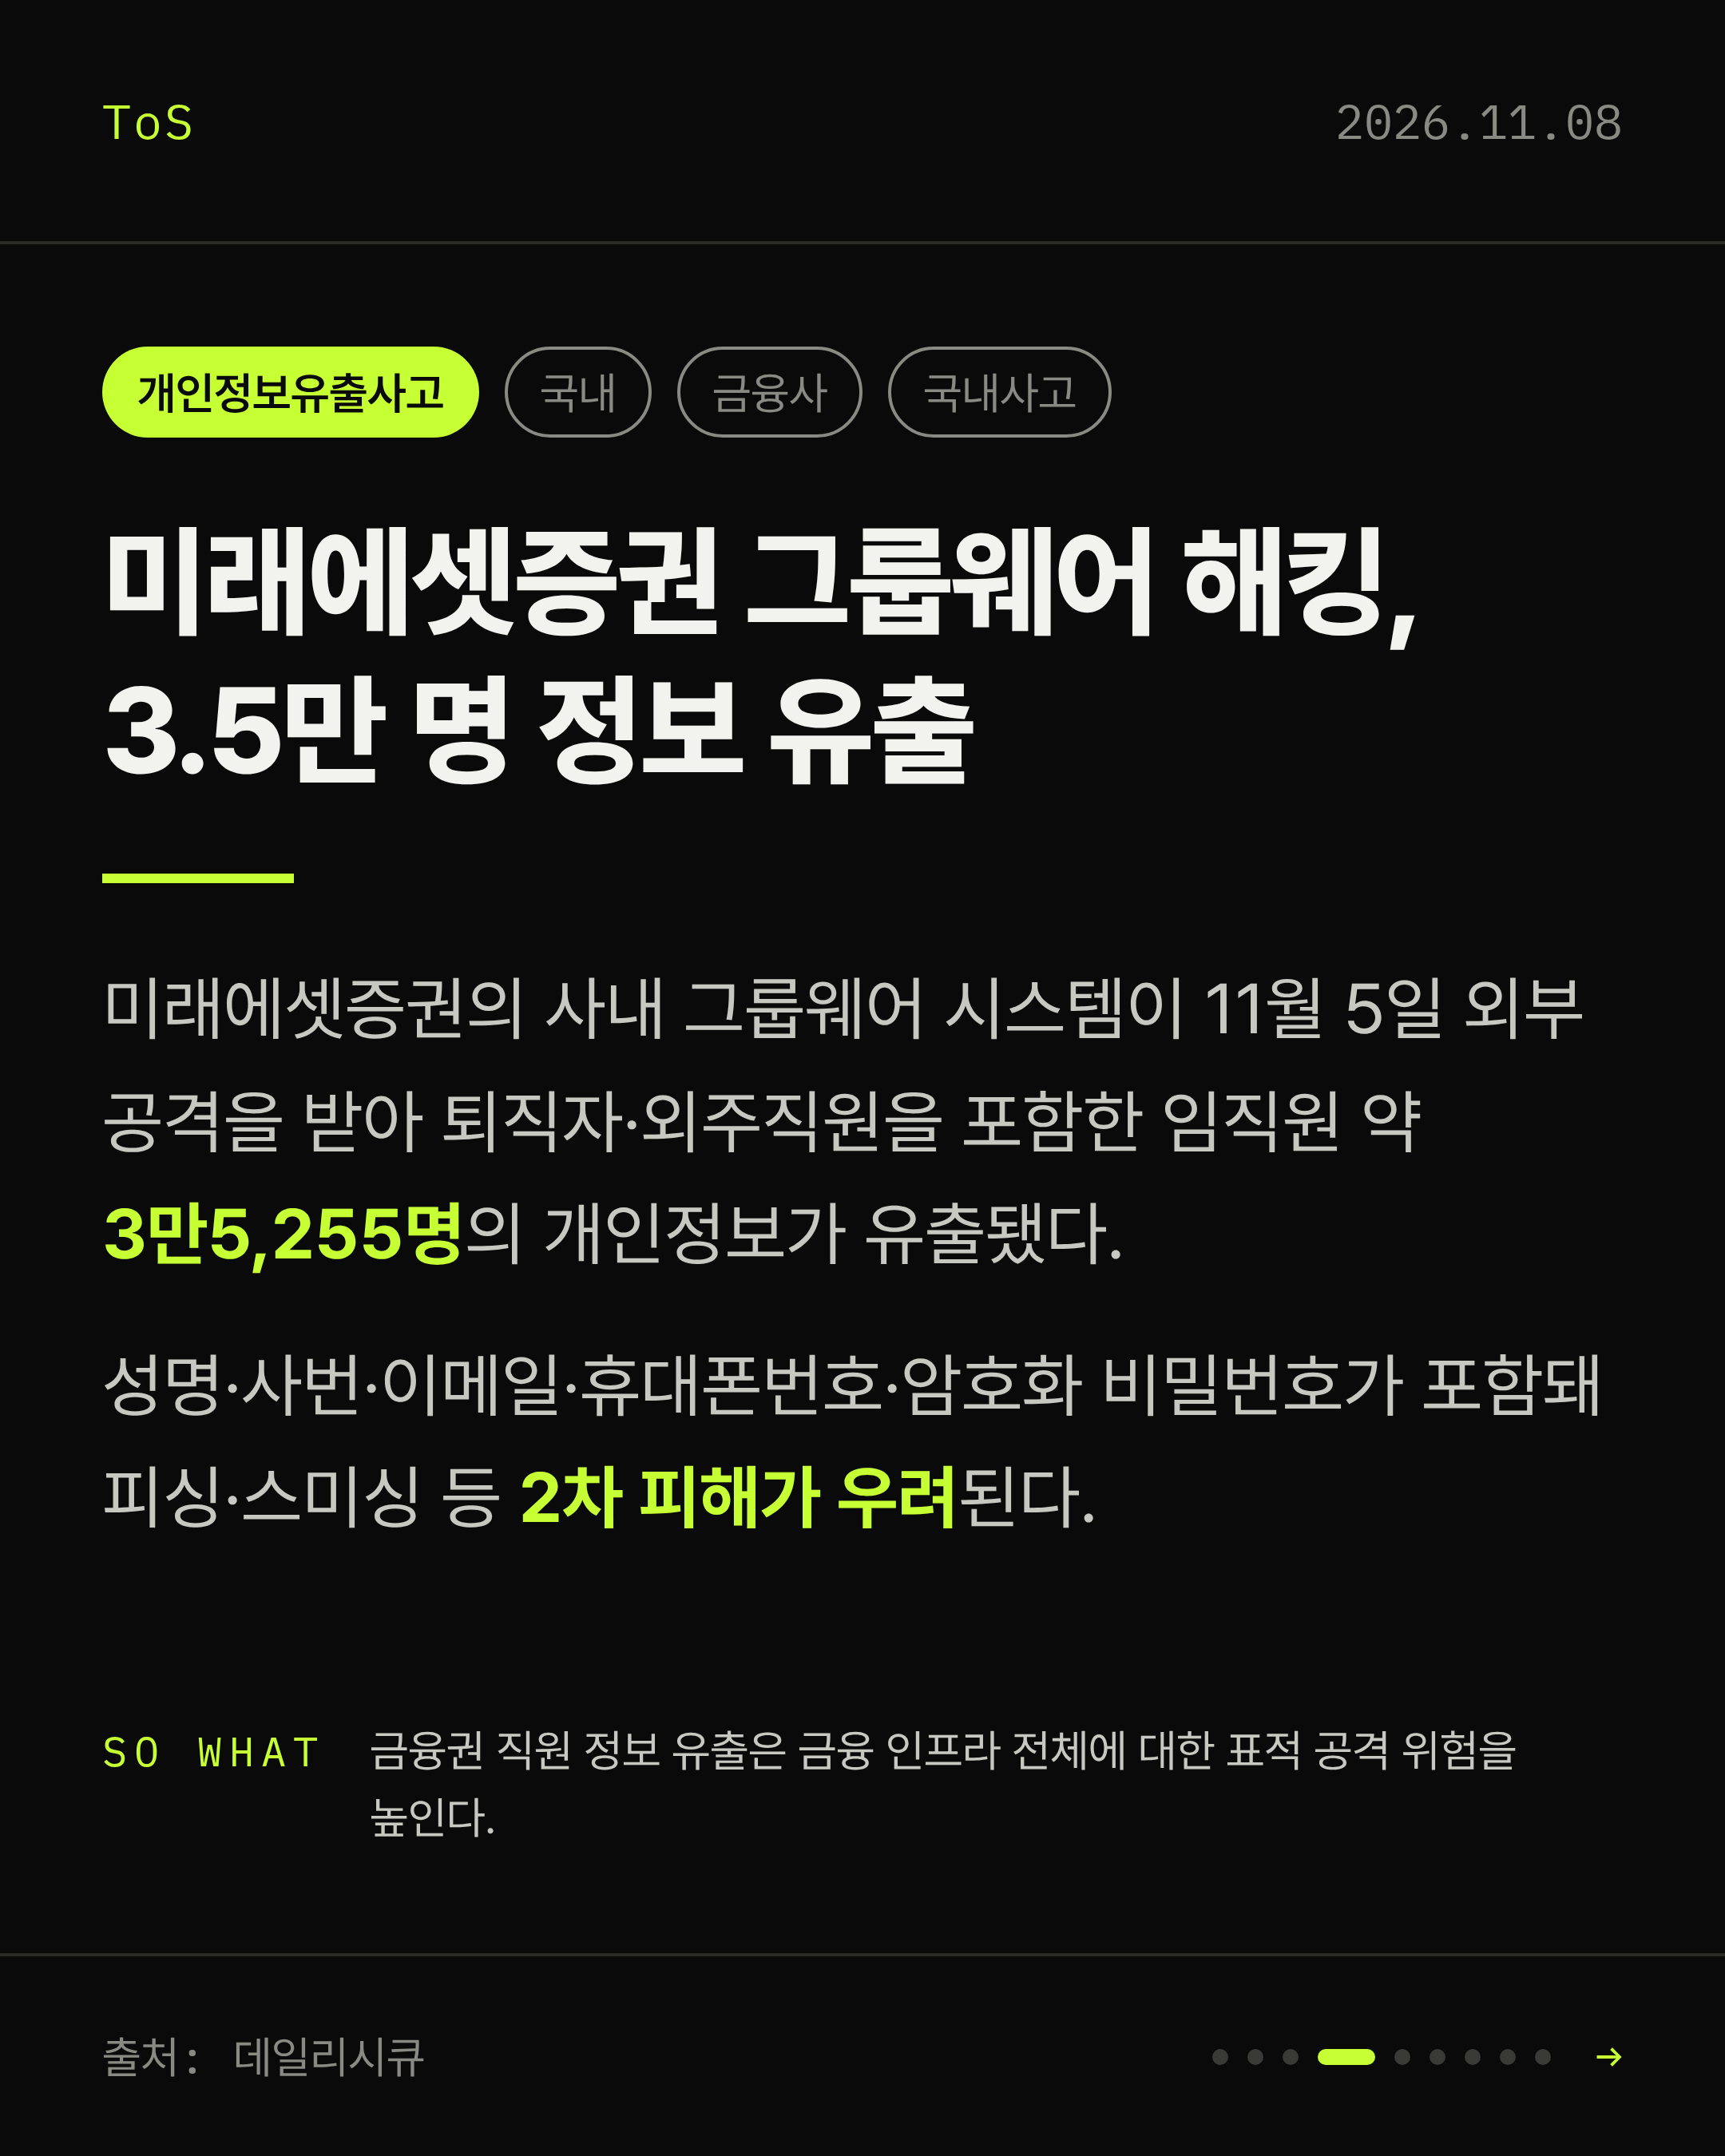 ToS
2026.11.08
개인정보유출사고 국내 금융사 국내사고
미래에셋증권 그룹웨어 해킹,
3.5만 명 정보 유출
미래에셋증권의 사내 그룹웨어 시스템이 11월 5일 외부
공격을 받아 퇴직자·외주직원을 포함한 임직원 약
3만5,255명의 개인정보가 유출됐다.
성명·사번·이메일·휴대폰번호·암호화 비밀번호가 포함돼
피싱·스미싱 등 2차 피해가 우려된다.
SO WHAT
금융권 직원 정보 유출은 금융 인프라 전체에 대한 표적 공격 위험을
높인다.
출처: 데일리시큐
→